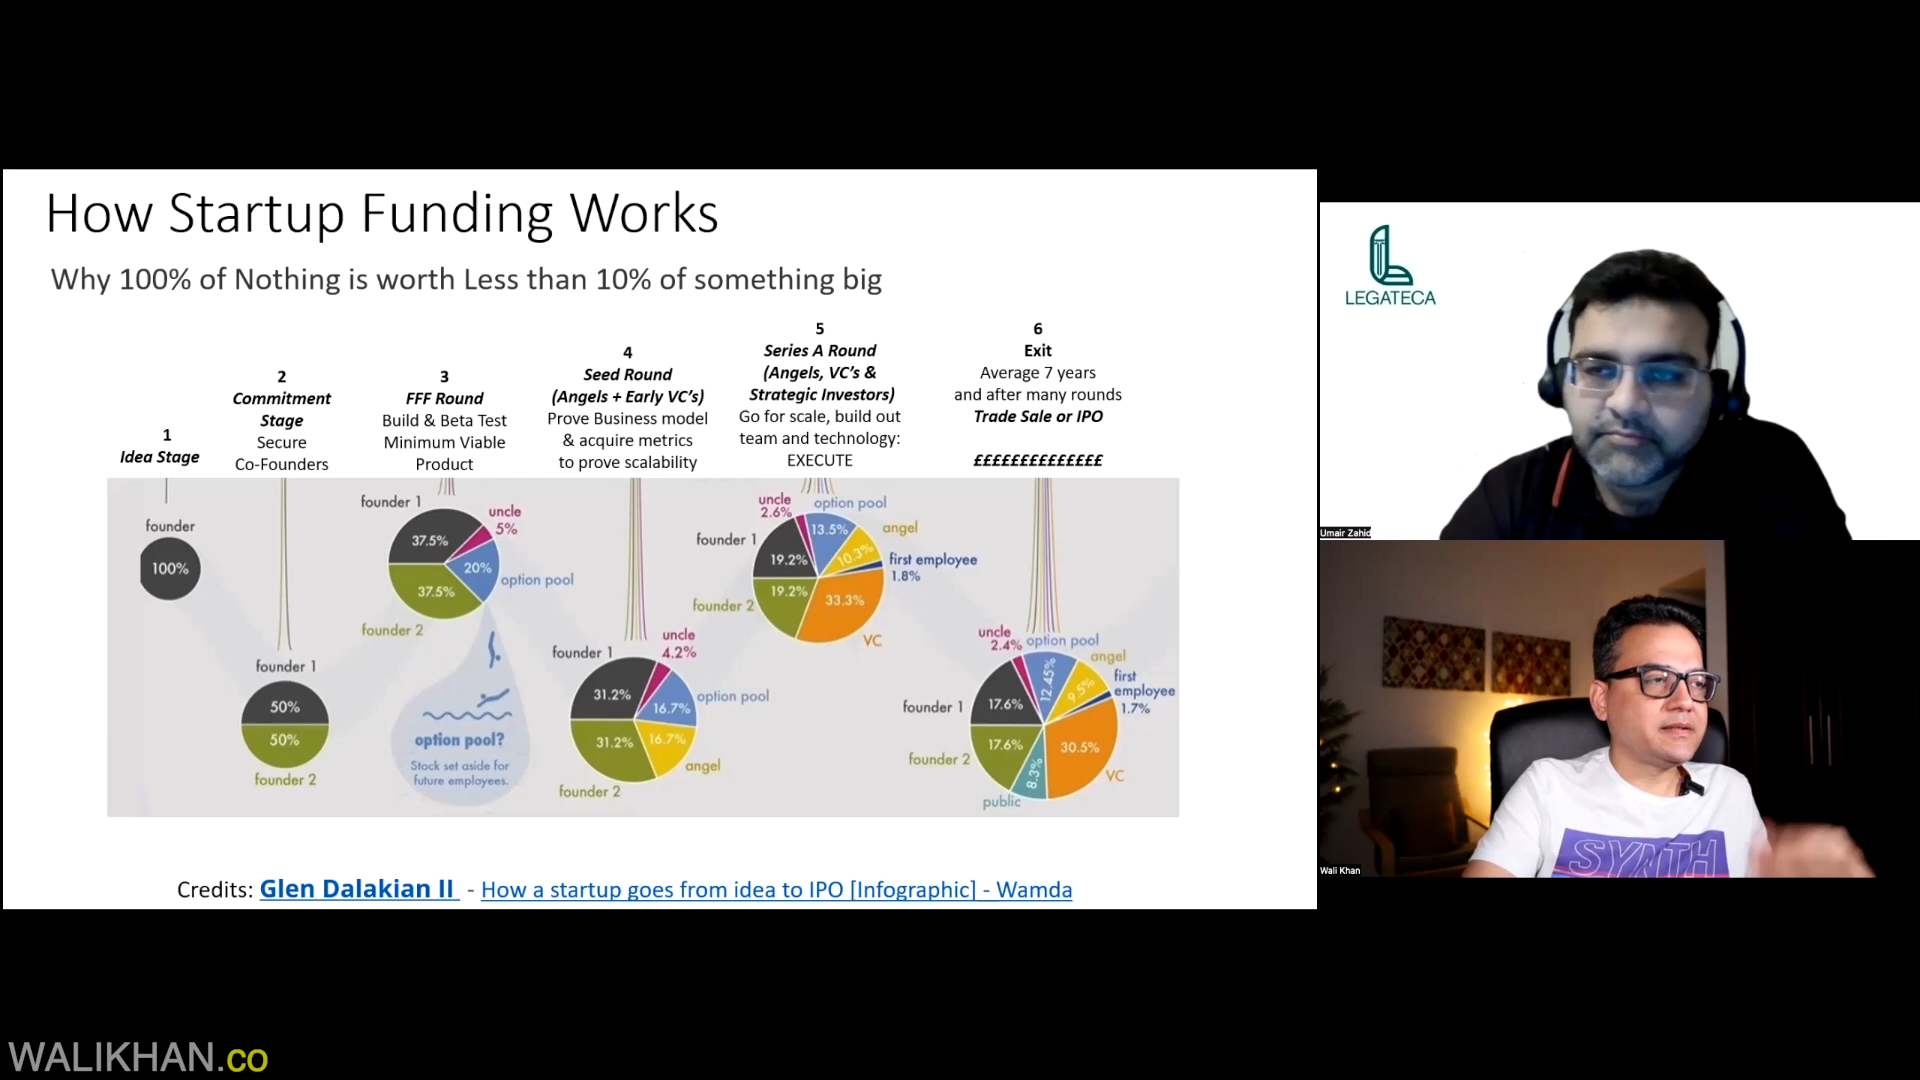 How Startup Funding Works
Why 100% of Nothing is worth Less than 10% of something big
1
Idea Stage
2
Commitment
Stage
Secure
Co-Founders
3
FFF Round
Build & Beta Test
Minimum Viable
Product
4
Seed Round
(Angels + Early VC’s)
Prove Business model
& acquire metrics
to prove scalability
5
Series A Round
(Angels, VC’s &
Strategic Investors)
Go for scale, build out
team and technology:
EXECUTE
6
Exit
Average 7 years
and after many rounds
Trade Sale or IPO
££££££££££££££
founder
100%
founder 1
50%
50%
founder 2
founder 1
uncle
5%
37.5%
20%
option pool
37.5%
founder 2
option pool?
Stock set aside for
future employees.
founder 1
uncle
4.2%
31.2%
option pool
16.7%
31.2%
16.7%
angel
founder 2
uncle
2.6%
option pool
13.5%
angel
founder 1
10.3%
19.2%
first employee
1.8%
19.2%
33.3%
founder 2
VC
uncle
2.4%
option pool
angel
12.45%
9.5%
first
employee
1.7%
founder 1
17.6%
17.6%
30.5%
founder 2
8.3%
VC
public
Credits: Glen Dalakian II - How a startup goes from idea to IPO [Infographic] - Wamda
LEGATECA
Umair Zahid
SYNTH
Wali Khan
WALIKHAN.CO